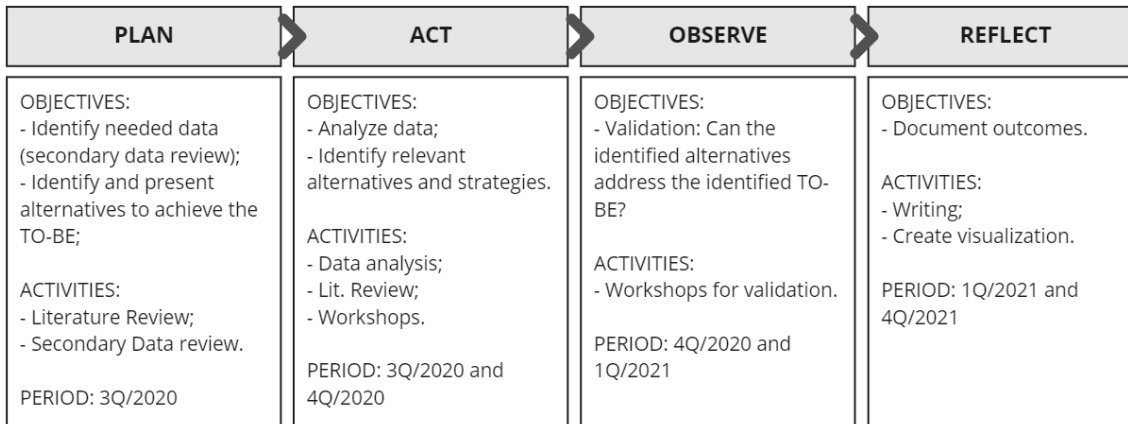 PLAN
ACT
OBSERVE
REFLECT
OBJECTIVES:
- Identify needed data
(secondary data review);
- Identify and present
alternatives to achieve the
TO-BE;
ACTIVITIES:
- Literature Review;
- Secondary Data review.
PERIOD: 3Q/2020
OBJECTIVES:
- Analyze data;
- Identify relevant
alternatives and strategies.
ACTIVITIES:
- Data analysis;
- Lit. Review;
- Workshops.
PERIOD: 3Q/2020 and
4Q/2020
OBJECTIVES:
- Validation: Can the
identified alternatives
address the identified TO-
BE?
ACTIVITIES:
- Workshops for validation.
PERIOD: 4Q/2020 and
1Q/2021
OBJECTIVES:
- Document outcomes.
ACTIVITIES:
- Writing;
- Create visualization.
PERIOD: 1Q/2021 and
4Q/2021